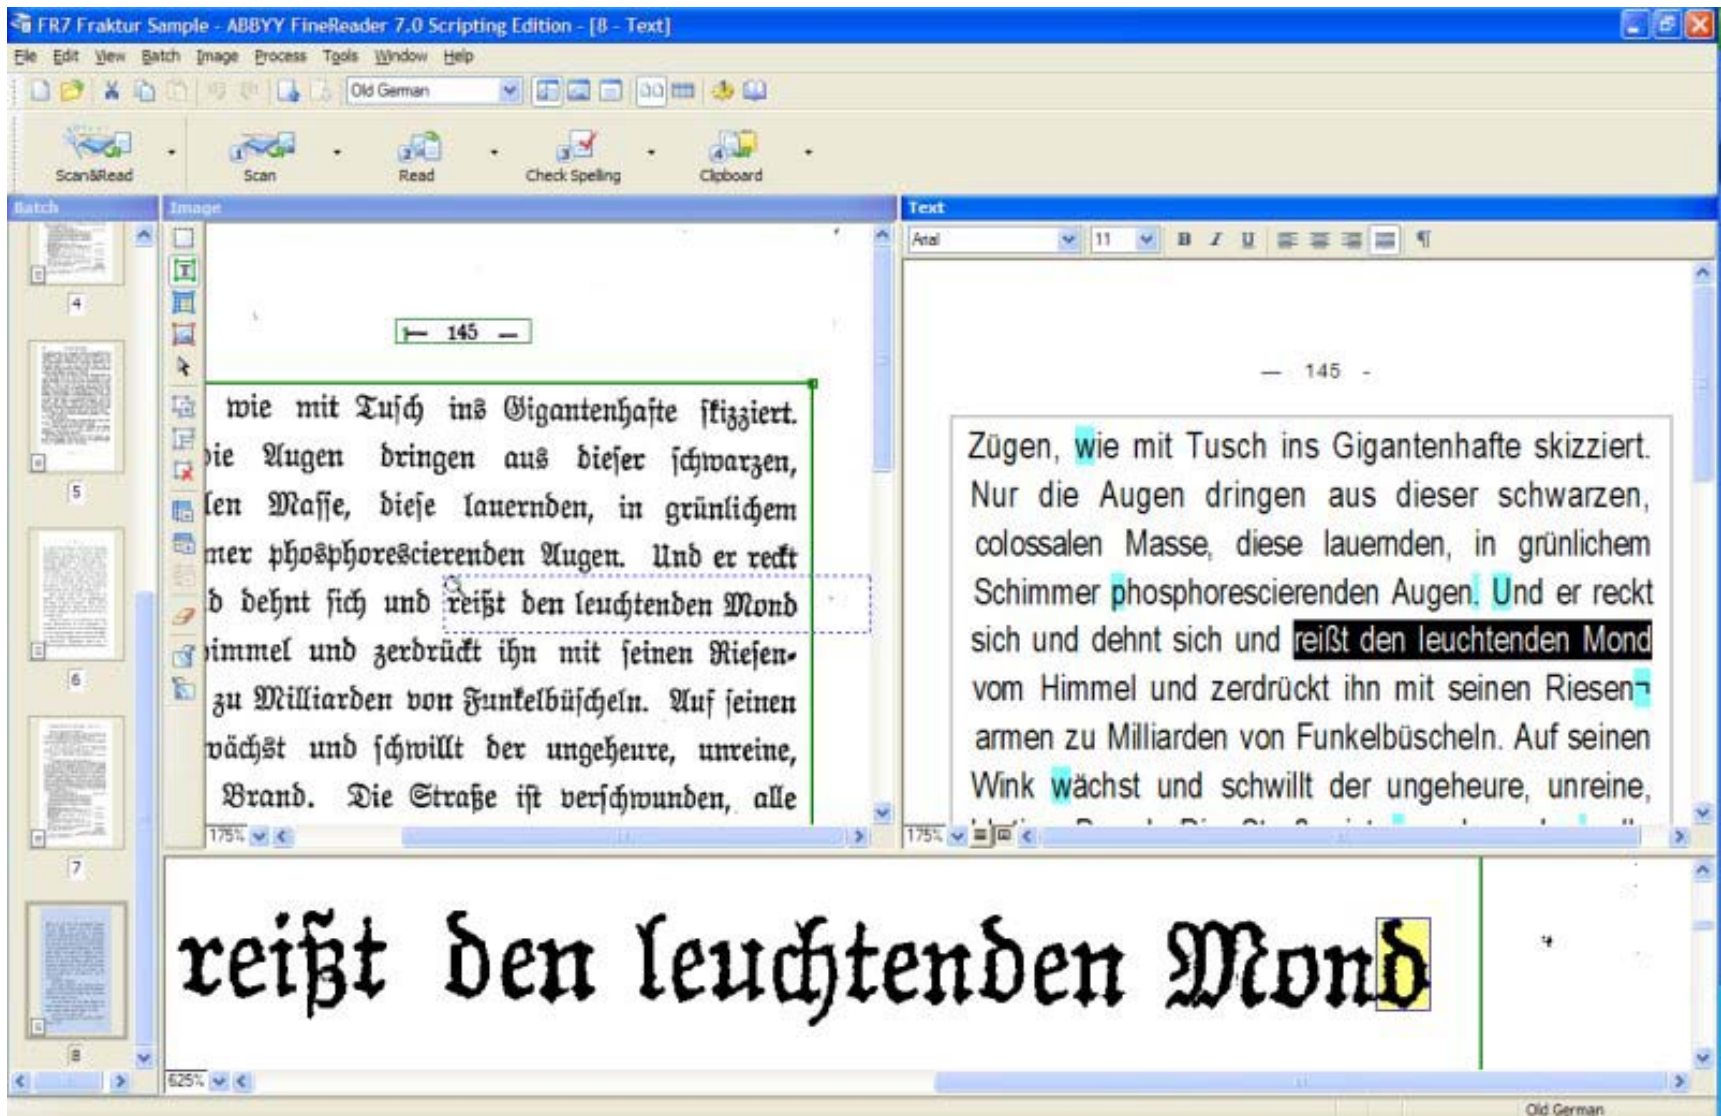 FR7 Fraktur Sample - ABBYY FineReader 7.0 Scripting Edition - [8 - Text]
File Edit View Batch Image Process Tools Window Help
Old German
Scan&Read
1 Scan
2 Read
3 Check Spelling
4 Clipboard
Batch
4
5
6
7
8
Image
— 145 —
wie mit Tuſch ins Gigantenhafte ſkizziert.
die Augen dringen aus dieſer ſchwarzen,
len Maſſe, dieſe lauernden, in grünlichem
mer phosphorescierenden Augen. Und er reckt
d dehnt ſich und reißt den leuchtenden Mond
immel und zerdrückt ihn mit ſeinen Rieſen-
zu Milliarden von Funkelbüſcheln. Auf ſeinen
wächst und ſchwillt der ungeheure, unreine,
Brand. Die Straße iſt verſchwunden, alle
175%
Text
Arial 11 B I U ¶
— 145 -
Zügen, wie mit Tusch ins Gigantenhafte skizziert.
Nur die Augen dringen aus dieser schwarzen,
colossalen Masse, diese lauernden, in grünlichem
Schimmer phosphorescierenden Augen. Und er reckt
sich und dehnt sich und reißt den leuchtenden Mond
vom Himmel und zerdrückt ihn mit seinen Riesen¬
armen zu Milliarden von Funkelbüscheln. Auf seinen
Wink wächst und schwillt der ungeheure, unreine,
175%
reißt den leuchtenden Mond
625%
Old German